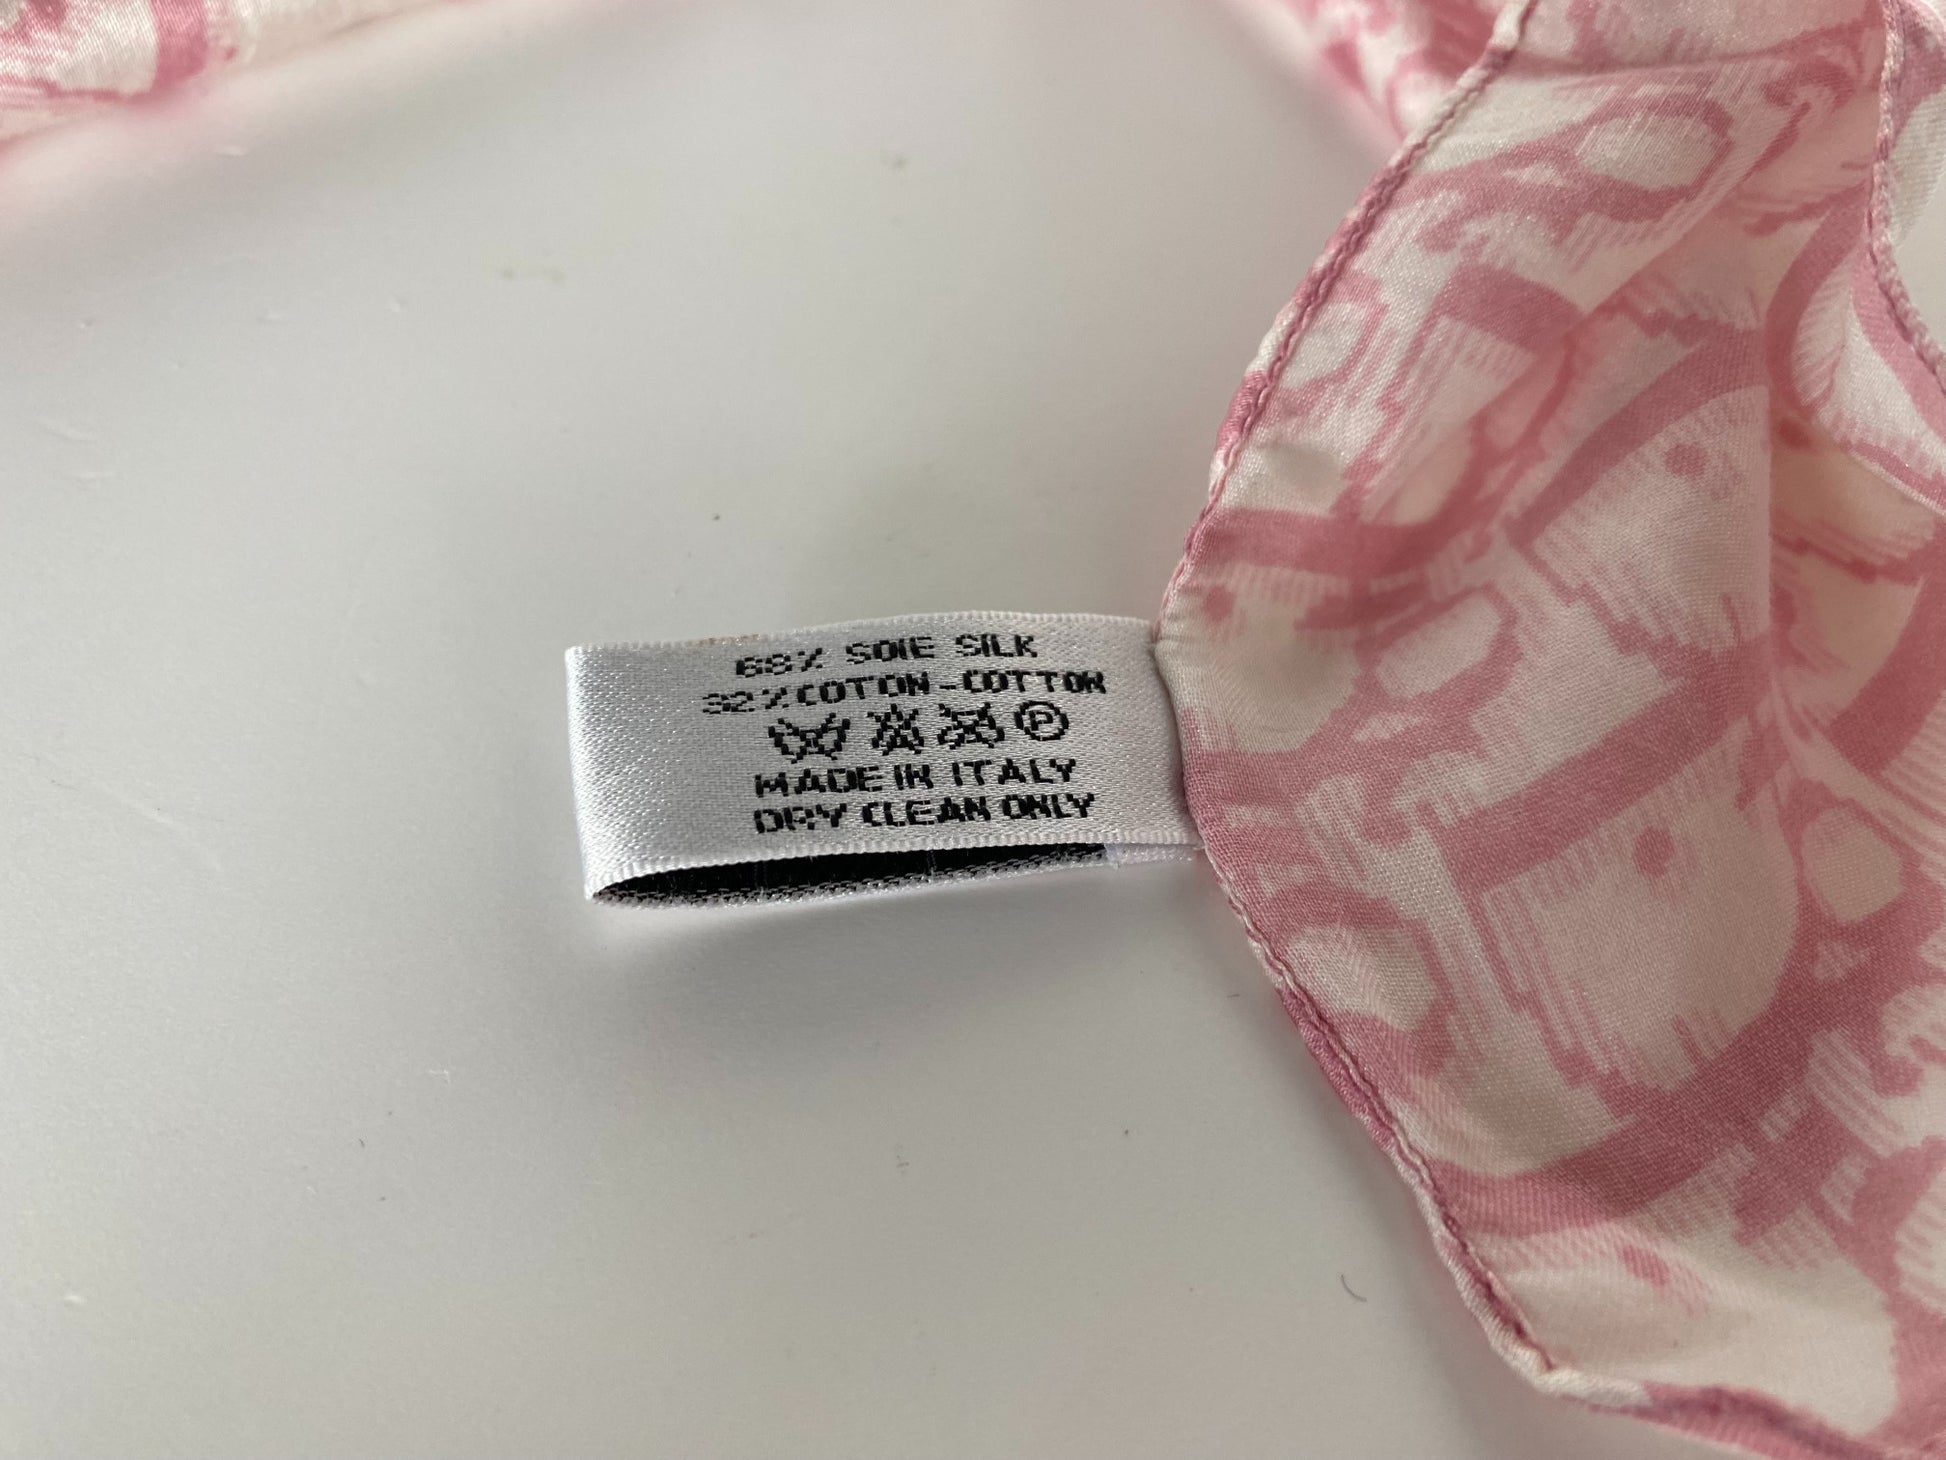 68% SOIE SILK
32% COTON-COTTON
P
MADE IN ITALY
DRY CLEAN ONLY